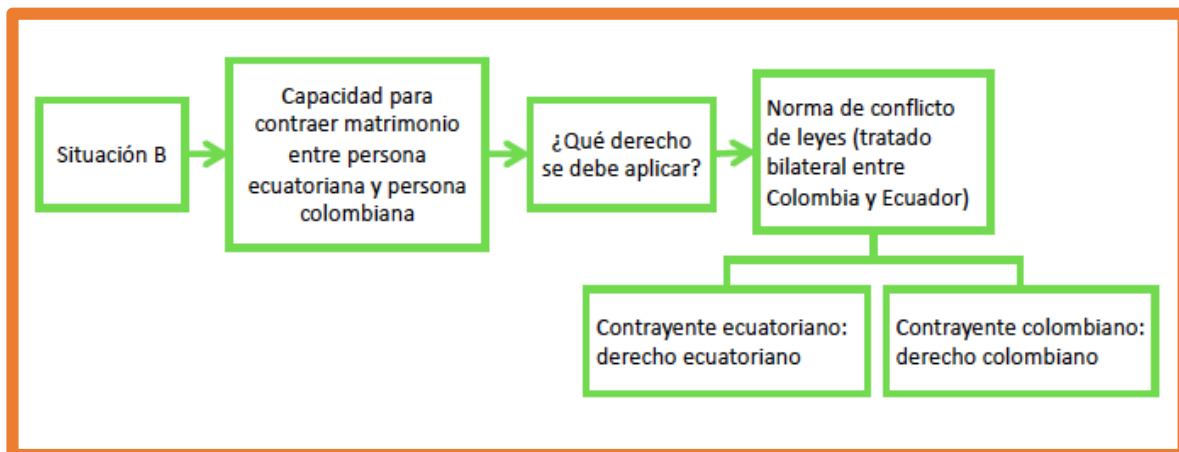 Situación B
Capacidad para
contraer matrimonio
entre persona
ecuatoriana y persona
colombiana
¿Qué derecho
se debe aplicar?
Norma de conflicto
de leyes (tratado
bilateral entre
Colombia y Ecuador)
Contrayente ecuatoriano:
derecho ecuatoriano
Contrayente colombiano:
derecho colombiano